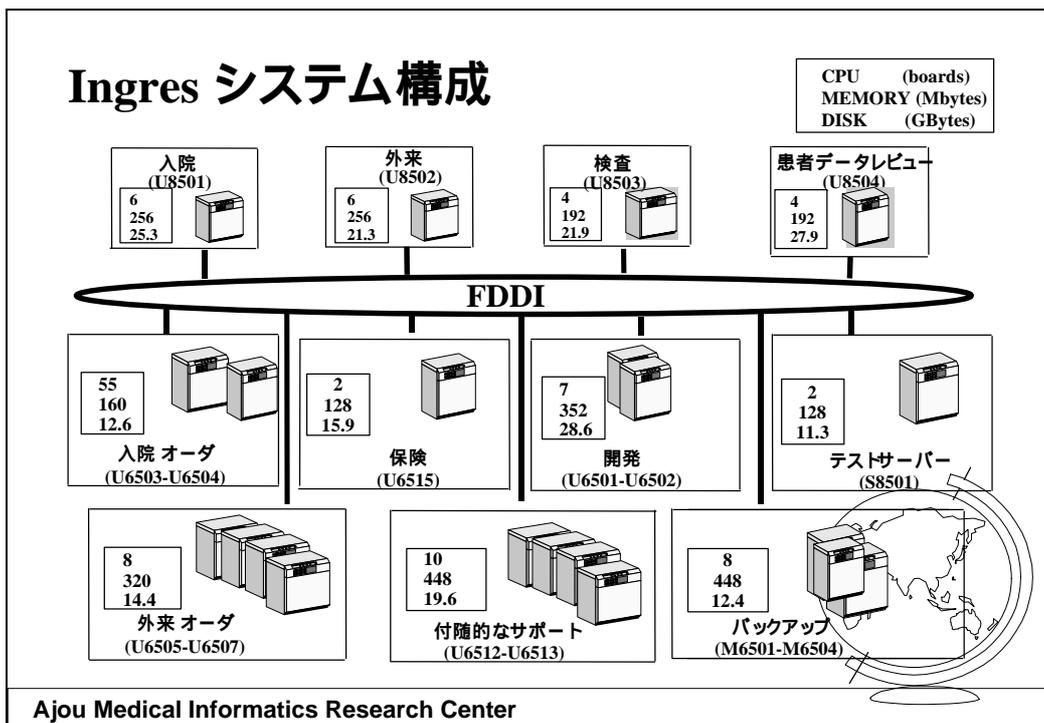 Ingres システム構成
CPU (boards)
MEMORY (Mbytes)
DISK (GBytes)
入院
(U8501)
6
256
25.3
外来
(U8502)
6
256
21.3
検査
(U8503)
4
192
21.9
患者データレビュー
(U8504)
4
192
27.9
FDDI
55
160
12.6
入院 オーダ
(U6503-U6504)
2
128
15.9
保険
(U6515)
7
352
28.6
開発
(U6501-U6502)
2
128
11.3
テストサーバー
(S8501)
8
320
14.4
外来 オーダ
(U6505-U6507)
10
448
19.6
付随的なサポート
(U6512-U6513)
8
448
12.4
バックアップ
(M6501-M6504)
Ajou Medical Informatics Research Center